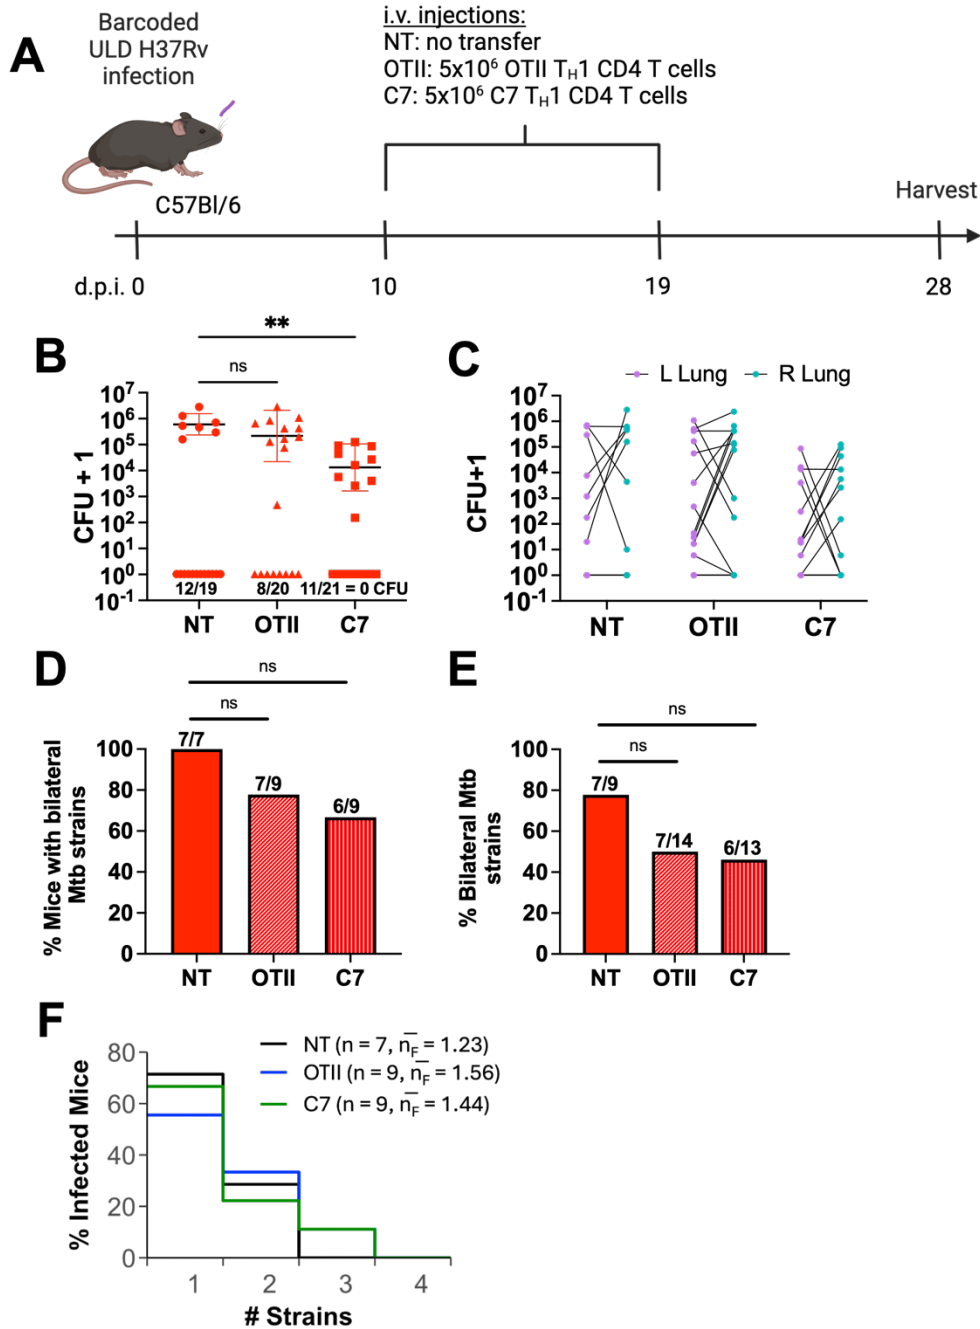 A
Barcoded
ULD H37Rv
infection
C57Bl/6
i.v. injections:
NT: no transfer
OTII: 5x10⁶ OTII TH1 CD4 T cells
C7: 5x10⁶ C7 TH1 CD4 T cells
Harvest
d.p.i. 0
10
19
28
B
**
ns
CFU + 1
10⁷
10⁶
10⁵
10⁴
10³
10²
10¹
10⁰
10⁻¹
12/19
8/20
11/21 = 0 CFU
NT
OTII
C7
C
L Lung
R Lung
CFU+1
10⁷
10⁶
10⁵
10⁴
10³
10²
10¹
10⁰
10⁻¹
NT
OTII
C7
D
ns
ns
% Mice with bilateral
Mtb strains
100
80
60
40
20
0
7/7
7/9
6/9
NT
OTII
C7
E
ns
ns
% Bilateral Mtb
strains
100
80
60
40
20
0
7/9
7/14
6/13
NT
OTII
C7
F
NT (n = 7, n̅F = 1.23)
OTII (n = 9, n̅F = 1.56)
C7 (n = 9, n̅F = 1.44)
% Infected Mice
80
60
40
20
0
1
2
3
4
# Strains